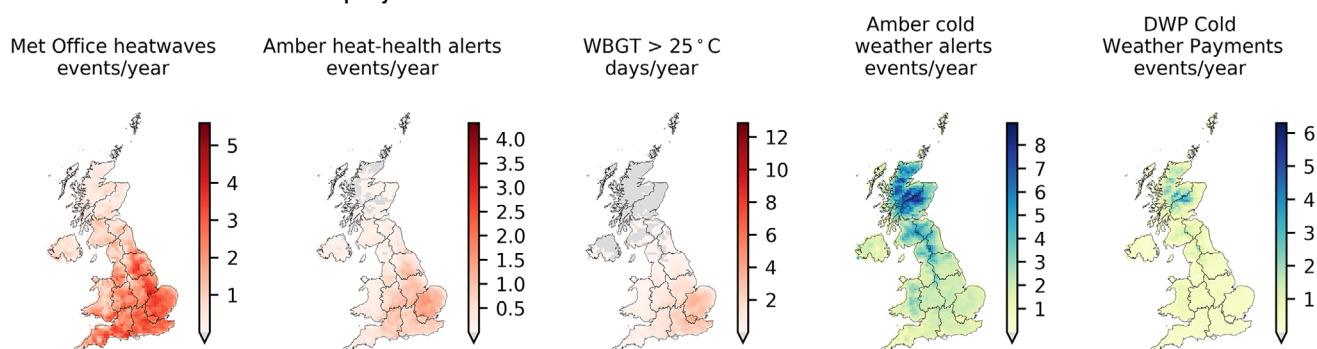 Met Office heatwaves
events/year
5
4
3
2
1
Amber heat-health alerts
events/year
4.0
3.5
3.0
2.5
2.0
1.5
1.0
0.5
WBGT > 25°C
days/year
12
10
8
6
4
2
Amber cold
weather alerts
events/year
8
7
6
5
4
3
2
1
DWP Cold
Weather Payments
events/year
6
5
4
3
2
1